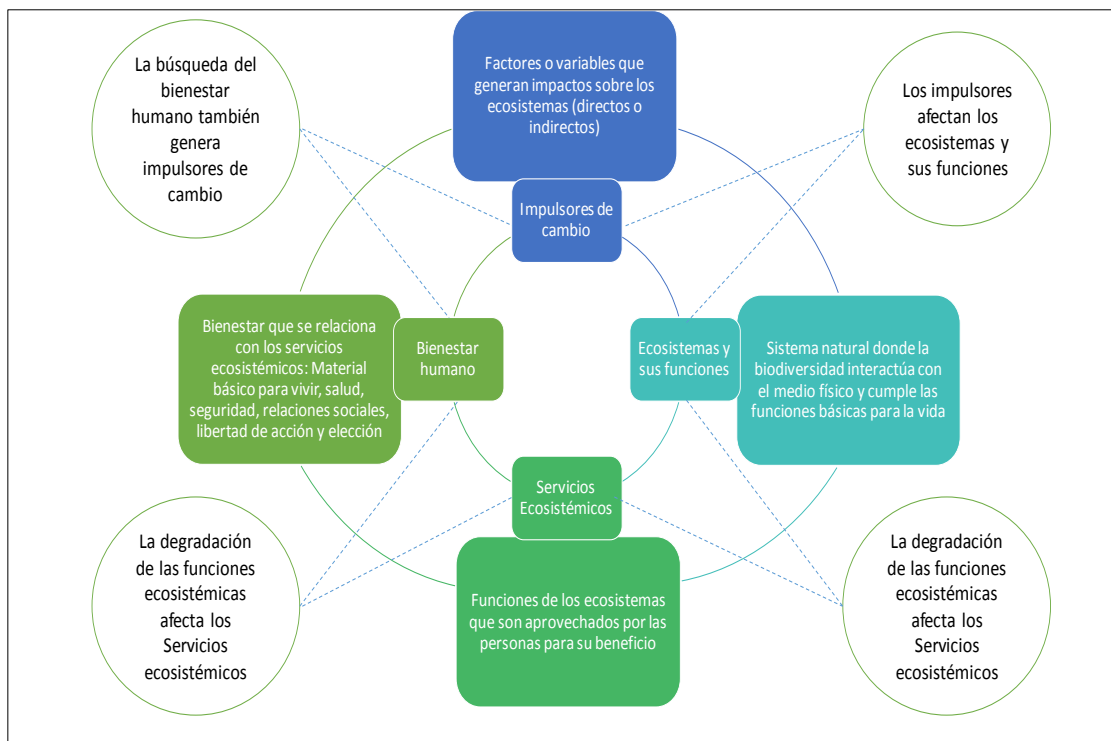 La búsqueda del
bienestar
humano también
genera
impulsores de
cambio
Factores o variables que
generan impactos sobre los
ecosistemas (directos o
indirectos)
Impulsores de
cambio
Los impulsores
afectan los
ecosistemas y
sus funciones
Bienestar que se relaciona
con los servicios
ecosistémicos: Material
básico para vivir, salud,
seguridad, relaciones sociales,
libertad de acción y elección
Bienestar
humano
Ecosistemas y
sus funciones
Sistema natural donde la
biodiversidad interactúa con
el medio físico y cumple las
funciones básicas para la vida
Servicios
Ecosistémicos
Funciones de los ecosistemas
que son aprovechados por las
personas para su beneficio
La degradación
de las funciones
ecosistémicas
afecta los
Servicios
ecosistémicos
La degradación
de las funciones
ecosistémicas
afecta los
Servicios
ecosistémicos